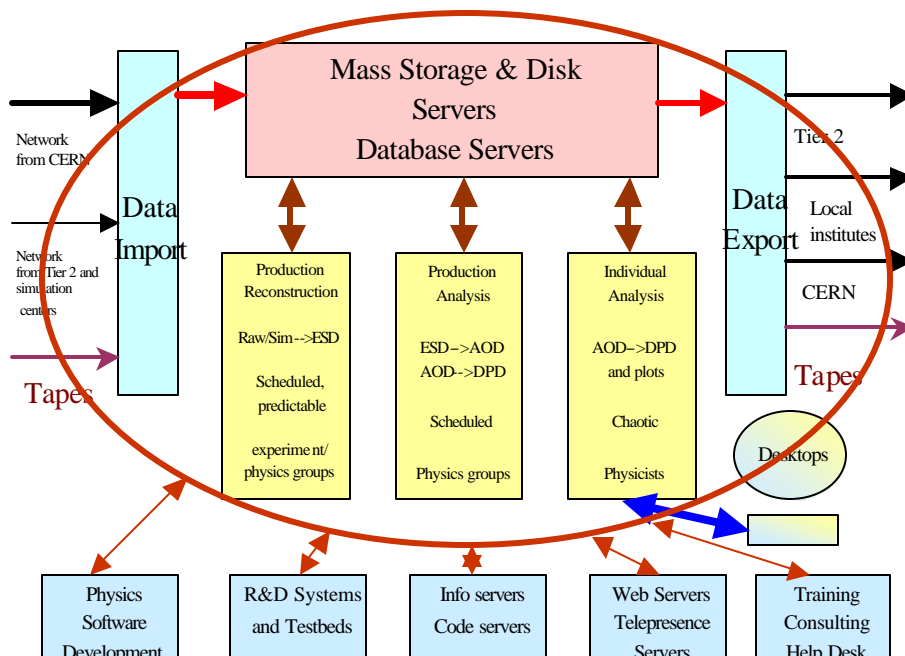 Mass Storage & Disk
Servers
Database Servers
Network
from CERN
Data
Import
Network
from Tier 2 and
simulation
centers
Tapes
Production
Reconstruction
Raw/Sim-->ESD
Scheduled,
predictable
experiment/
physics groups
Production
Analysis
ESD-->AOD
AOD-->DPD
Scheduled
Physics groups
Individual
Analysis
AOD-->DPD
and plots
Chaotic
Physicists
Data
Export
Tier 2
Local
institutes
CERN
Tapes
Desktops
Physics
Software
Development
R&D Systems
and Testbeds
Info servers
Code servers
Web Servers
Telepresence
Servers
Training
Consulting
Help Desk